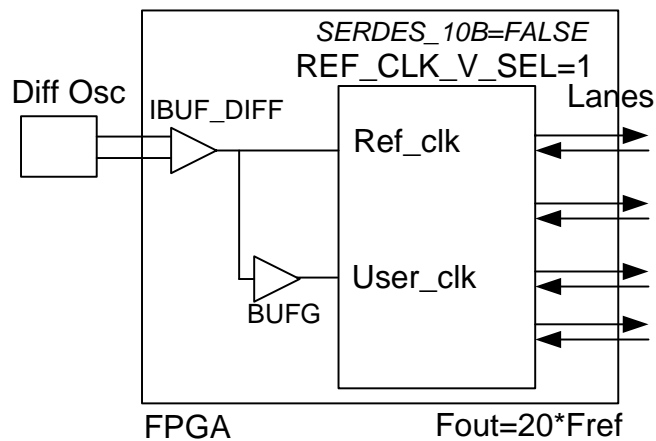 SERDES_10B=FALSE
REF_CLK_V_SEL=1
Diff Osc
IBUF_DIFF
Lanes
Ref_clk
User_clk
BUFG
FPGA
Fout=20*Fref